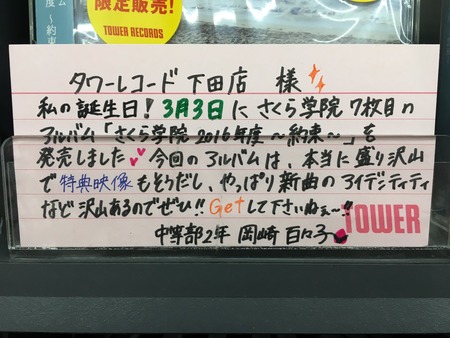 限定販売！
TOWER RECORDS
タワーレコード 下田店 様
私の誕生日！3月3日にさくら学院7枚目n
アルバム「さくら学院2016年度 ～約束～」を
発売しました 今回のアルバムは、本当に盛り沢山
で特典映像もそうだし、やっぱり新曲のアイデンティティ
など沢山あるのでぜひ!! Getして下さいねぇ～!!
TOWER
中等部2年 岡崎 百々子